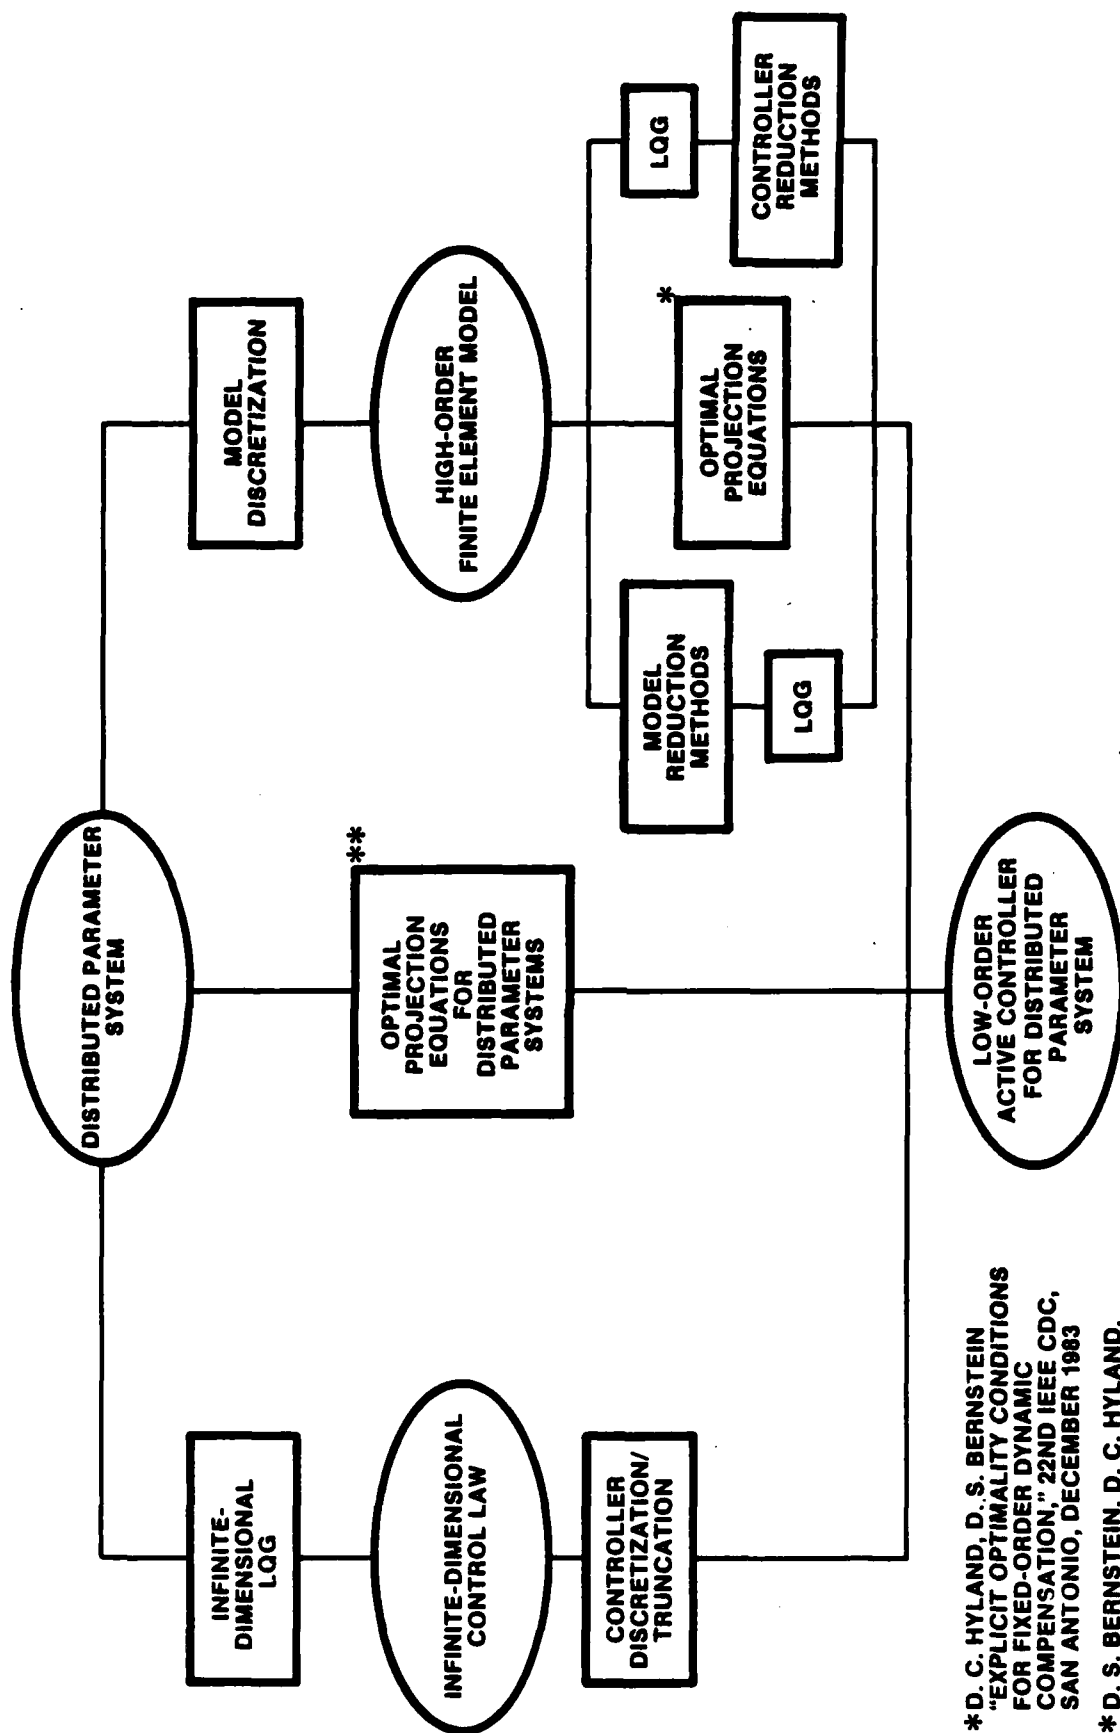 DISTRIBUTED PARAMETER
SYSTEM
INFINITE-
DIMENSIONAL
LQG
INFINITE-DIMENSIONAL
CONTROL LAW
CONTROLLER
DISCRETIZATION/
TRUNCATION
**
OPTIMAL
PROJECTION
EQUATIONS
FOR
DISTRIBUTED
PARAMETER
SYSTEMS
MODEL
DISCRETIZATION
HIGH-ORDER
FINITE ELEMENT MODEL
MODEL
REDUCTION
METHODS
LQG
*
OPTIMAL
PROJECTION
EQUATIONS
LQG
CONTROLLER
REDUCTION
METHODS
LOW-ORDER
ACTIVE CONTROLLER
FOR DISTRIBUTED
PARAMETER
SYSTEM
*D. C. HYLAND, D. S. BERNSTEIN
"EXPLICIT OPTIMALITY CONDITIONS
FOR FIXED-ORDER DYNAMIC
COMPENSATION," 22ND IEEE CDC,
SAN ANTONIO, DECEMBER 1983
*D. S. BERNSTEIN, D. C. HYLAND,